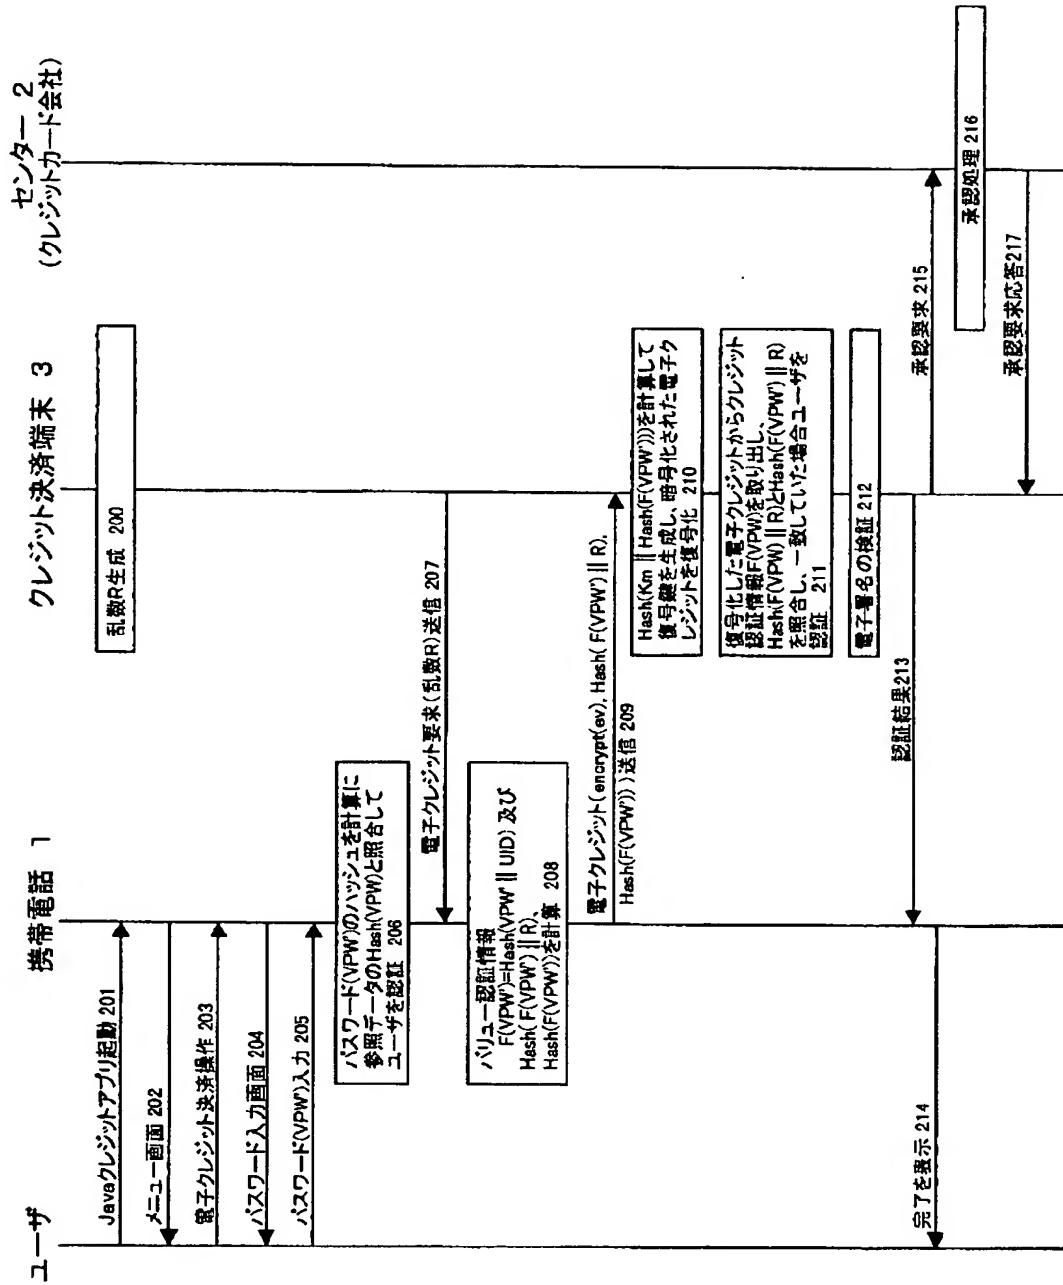 ユーザ
携帯電話 1
クレジット決済端末 3
センター 2
(クレジットカード会社)
乱数R生成 200
Javaクレジットアプリ起動 201
メニュー画面 202
電子クレジット決済操作 203
パスワード入力画面 204
パスワード(VPW')入力 205
パスワード(VPW')のハッシュを計算に
参照データのHash(VPW)と照合して
ユーザを認証 206
電子クレジット要求(乱数R)送信 207
バリュー認証情報
F(VPW')=Hash(VPW' || UID) 及び
Hash( F(VPW') || R)、
Hash(F(VPW'))を計算 208
電子クレジット(encrypt(ev), Hash( F(VPW') || R),
Hash(F(VPW')) )送信 209
Hash(Km || Hash(F(VPW')))を計算して
復号鍵を生成し、暗号化された電子ク
レジットを復号化 210
復号化した電子クレジットからクレジット
認証情報F(VPW)を取り出し、
Hash(F(VPW) || R)とHash(F(VPW') || R)
を照合し、一致していた場合ユーザを
認証 211
電子署名の検証 212
認証結果213
完了を表示 214
承認要求 215
承認処理 216
承認要求応答217